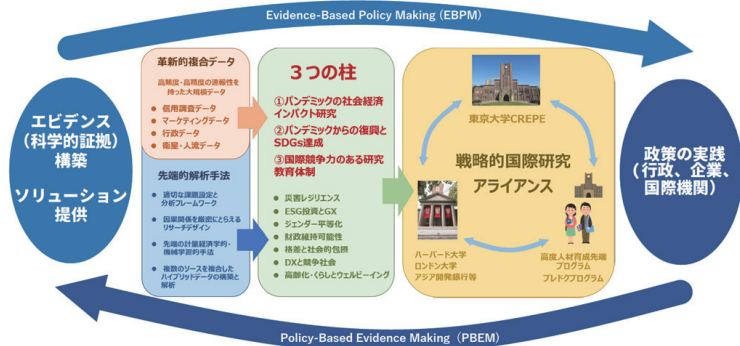 Evidence-Based Policy Making (EBPM)
エビデンス
(科学的証拠)
構築
ソリューション
提供
革新的複合データ
高精度・高精度の速報性を
持った大規模データ
• 信用調査データ
• マーケティングデータ
• 行政データ
• 衛星・人流データ
先端的解析手法
• 適切な課題設定と
分析フレームワーク
• 因果関係を厳密にとらえる
リサーチデザイン
• 先端の計量経済学的・
機械学習的手法
• 複数のソースを複合した
ハイブリッドデータの構築と
解析
3つの柱
①パンデミックの社会経済
インパクト研究
②パンデミックからの復興と
SDGs達成
③国際競争力のある研究
教育体制
• 災害レジリエンス
• ESG投資とGX
• ジェンダー平等化
• 財政維持可能性
• 格差と社会的包摂
• DXと競争社会
• 高齢化・くらしとウェルビーイング
東京大学CREPE
戦略的国際研究
アライアンス
ハーバード大学
ロンドン大学
アジア開発銀行等
高度人材育成先端
プログラム
プレドクプログラム
政策の実践
(行政、企業、
国際機関)
Policy-Based Evidence Making（PBEM）